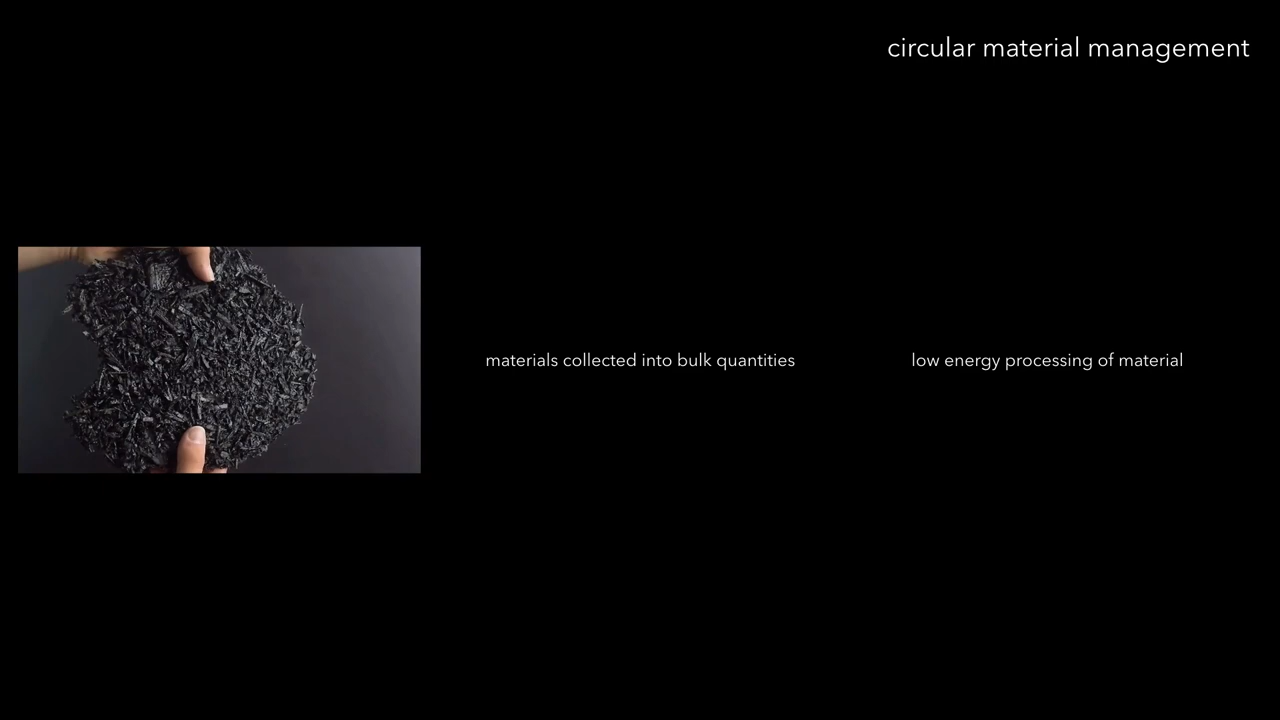 circular material management
materials collected into bulk quantities
low energy processing of material